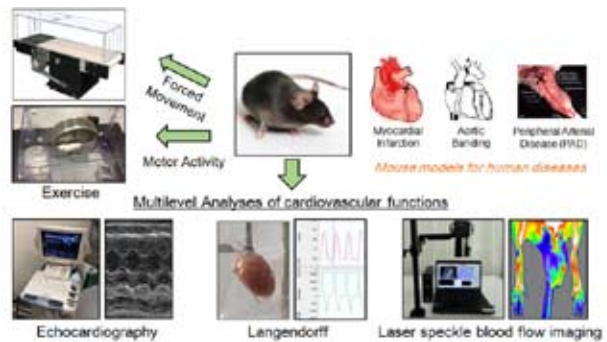 Forced
Movement
Motor Activity
Exercise
Myocardial
Infarction
Aortic
Banding
Peripheral Arterial
Disease (PAD)
Mouse models for human diseases
Multilevel Analyses of cardiovascular functions
Echocardiography
Langendorff
Laser speckle blood flow imaging